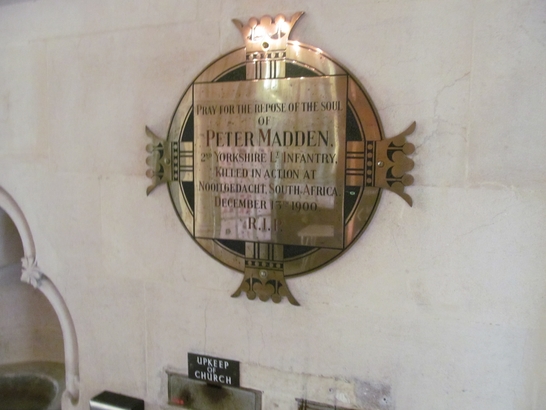 PRAY FOR THE REPOSE OF THE SOUL
OF
PETER MADDEN.
2ND YORKSHIRE LT INFANTRY,
KILLED IN ACTION AT
NOOITGEDACHT, SOUTH AFRICA
DECEMBER 13TH 1900
R.I.P.
UPKEEP
OF
CHURCH